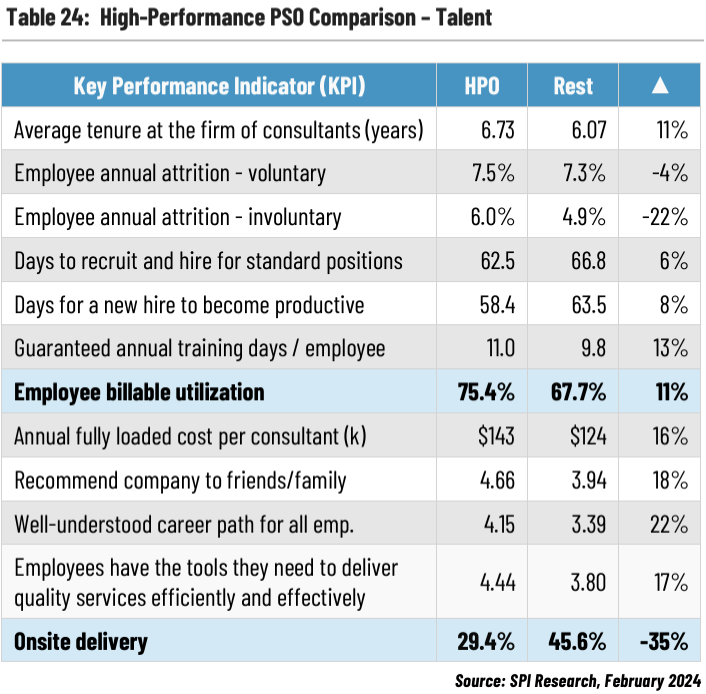 Table 24: High-Performance PSO Comparison – Talent
Key Performance Indicator (KPI) HPO Rest ▲
Average tenure at the firm of consultants (years) 6.73 6.07 11%
Employee annual attrition - voluntary 7.5% 7.3% -4%
Employee annual attrition - involuntary 6.0% 4.9% -22%
Days to recruit and hire for standard positions 62.5 66.8 6%
Days for a new hire to become productive 58.4 63.5 8%
Guaranteed annual training days / employee 11.0 9.8 13%
Employee billable utilization 75.4% 67.7% 11%
Annual fully loaded cost per consultant (k) $143 $124 16%
Recommend company to friends/family 4.66 3.94 18%
Well-understood career path for all emp. 4.15 3.39 22%
Employees have the tools they need to deliver
quality services efficiently and effectively 4.44 3.80 17%
Onsite delivery 29.4% 45.6% -35%
Source: SPI Research, February 2024